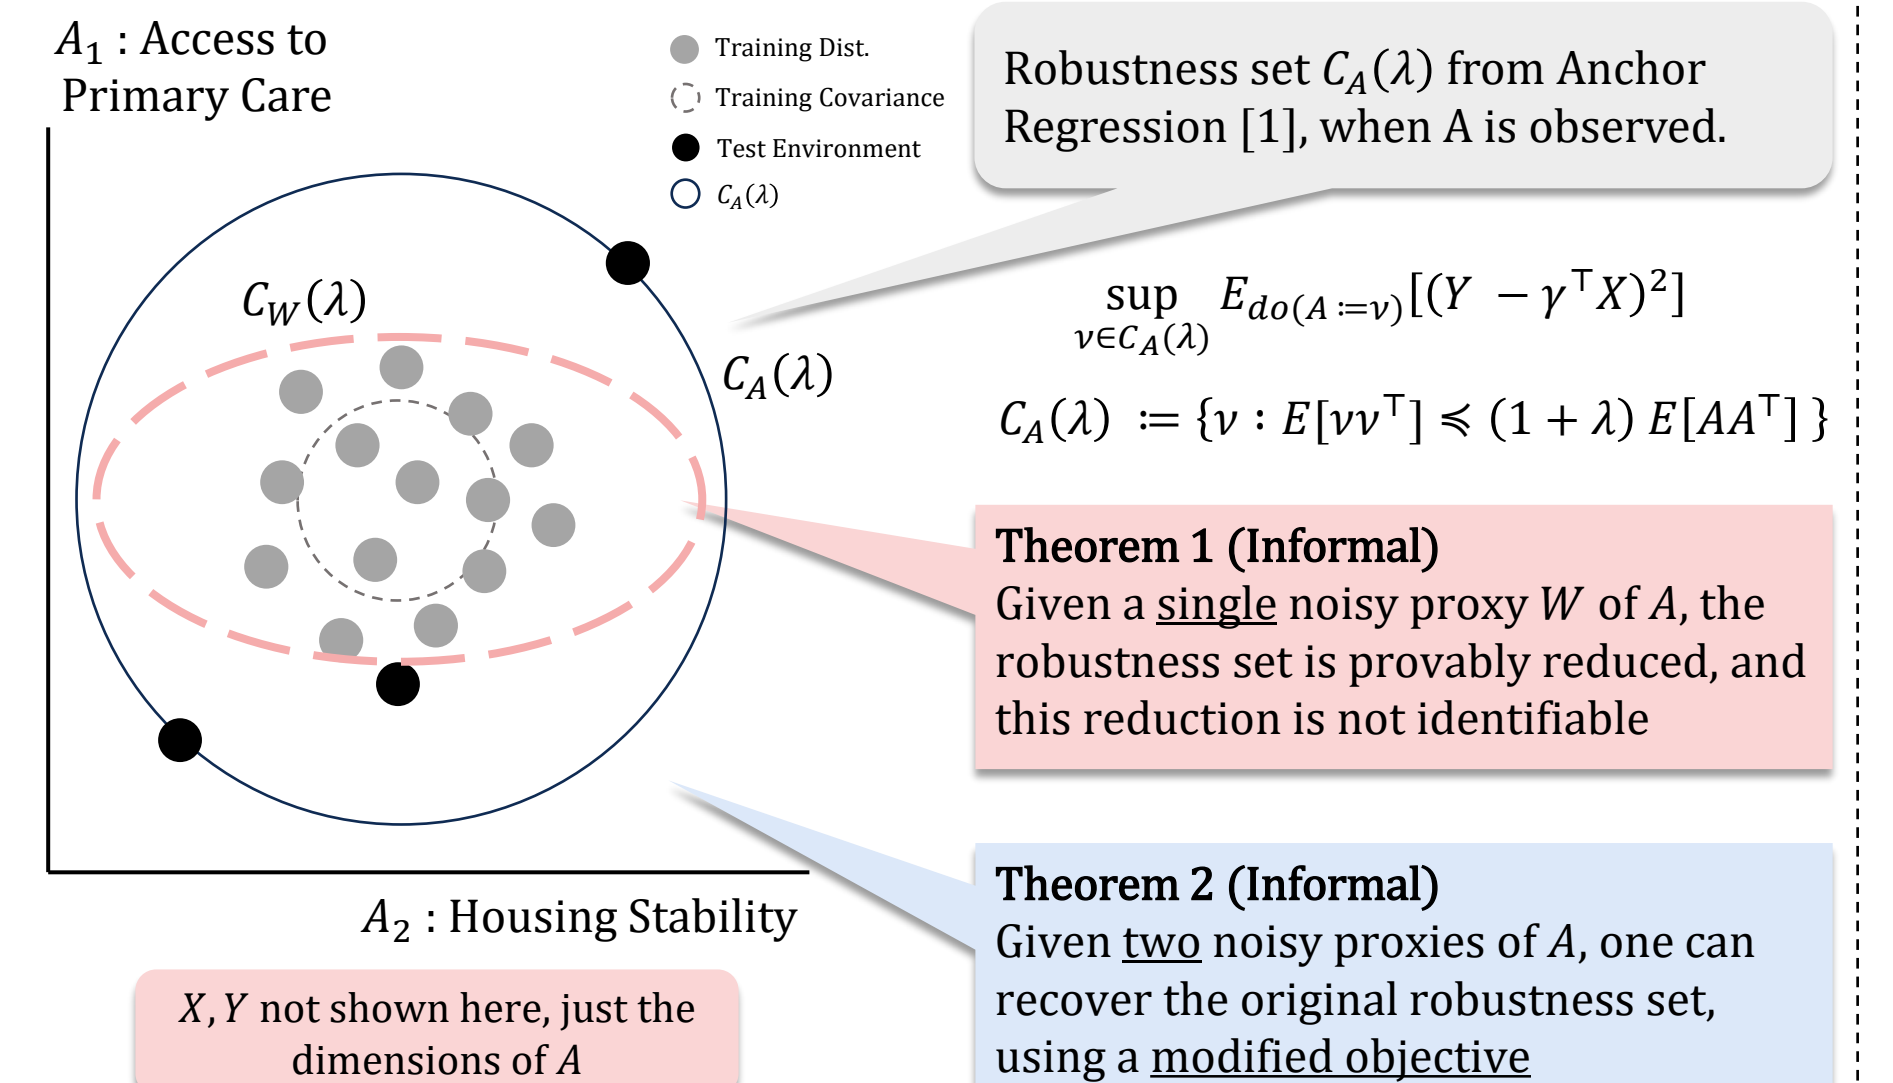 A₁ : Access to
Primary Care
Training Dist.
Training Covariance
Test Environment
C_A(λ)
Robustness set C_A(λ) from Anchor
Regression [1], when A is observed.
C_W(λ)
C_A(λ)
sup E_{do(A≔ν)}[(Y − γ^⊤X)²]
ν∈C_A(λ)
C_A(λ) ≔ {ν : E[νν^⊤] ≼ (1 + λ) E[AA^⊤] }
Theorem 1 (Informal)
Given a single noisy proxy W of A, the
robustness set is provably reduced, and
this reduction is not identifiable
A₂ : Housing Stability
X, Y not shown here, just the
dimensions of A
Theorem 2 (Informal)
Given two noisy proxies of A, one can
recover the original robustness set,
using a modified objective